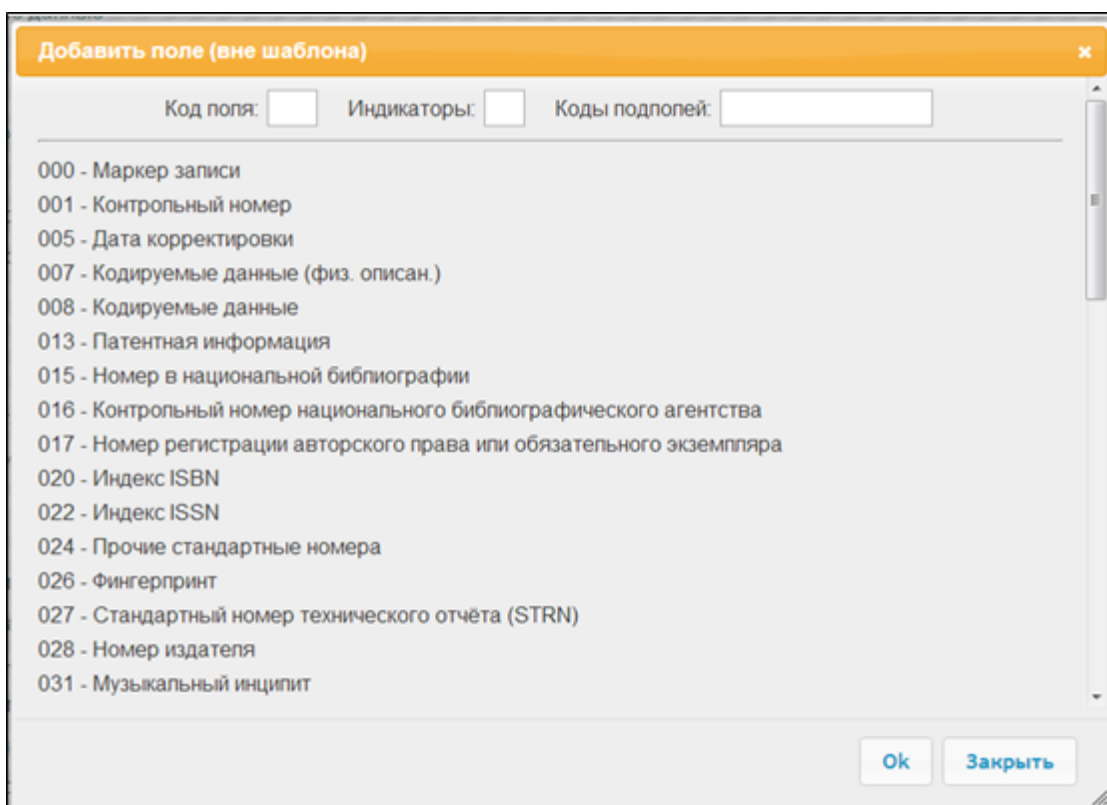 Добавить поле (вне шаблона)
Код поля: Индикаторы: Коды подполей:
000 - Маркер записи
001 - Контрольный номер
005 - Дата корректировки
007 - Кодируемые данные (физ. описан.)
008 - Кодируемые данные
013 - Патентная информация
015 - Номер в национальной библиографии
016 - Контрольный номер национального библиографического агентства
017 - Номер регистрации авторского права или обязательного экземпляра
020 - Индекс ISBN
022 - Индекс ISSN
024 - Прочие стандартные номера
026 - Фингерпринт
027 - Стандартный номер технического отчёта (STRN)
028 - Номер издателя
031 - Музыкальный инципит
Ok Закрыть